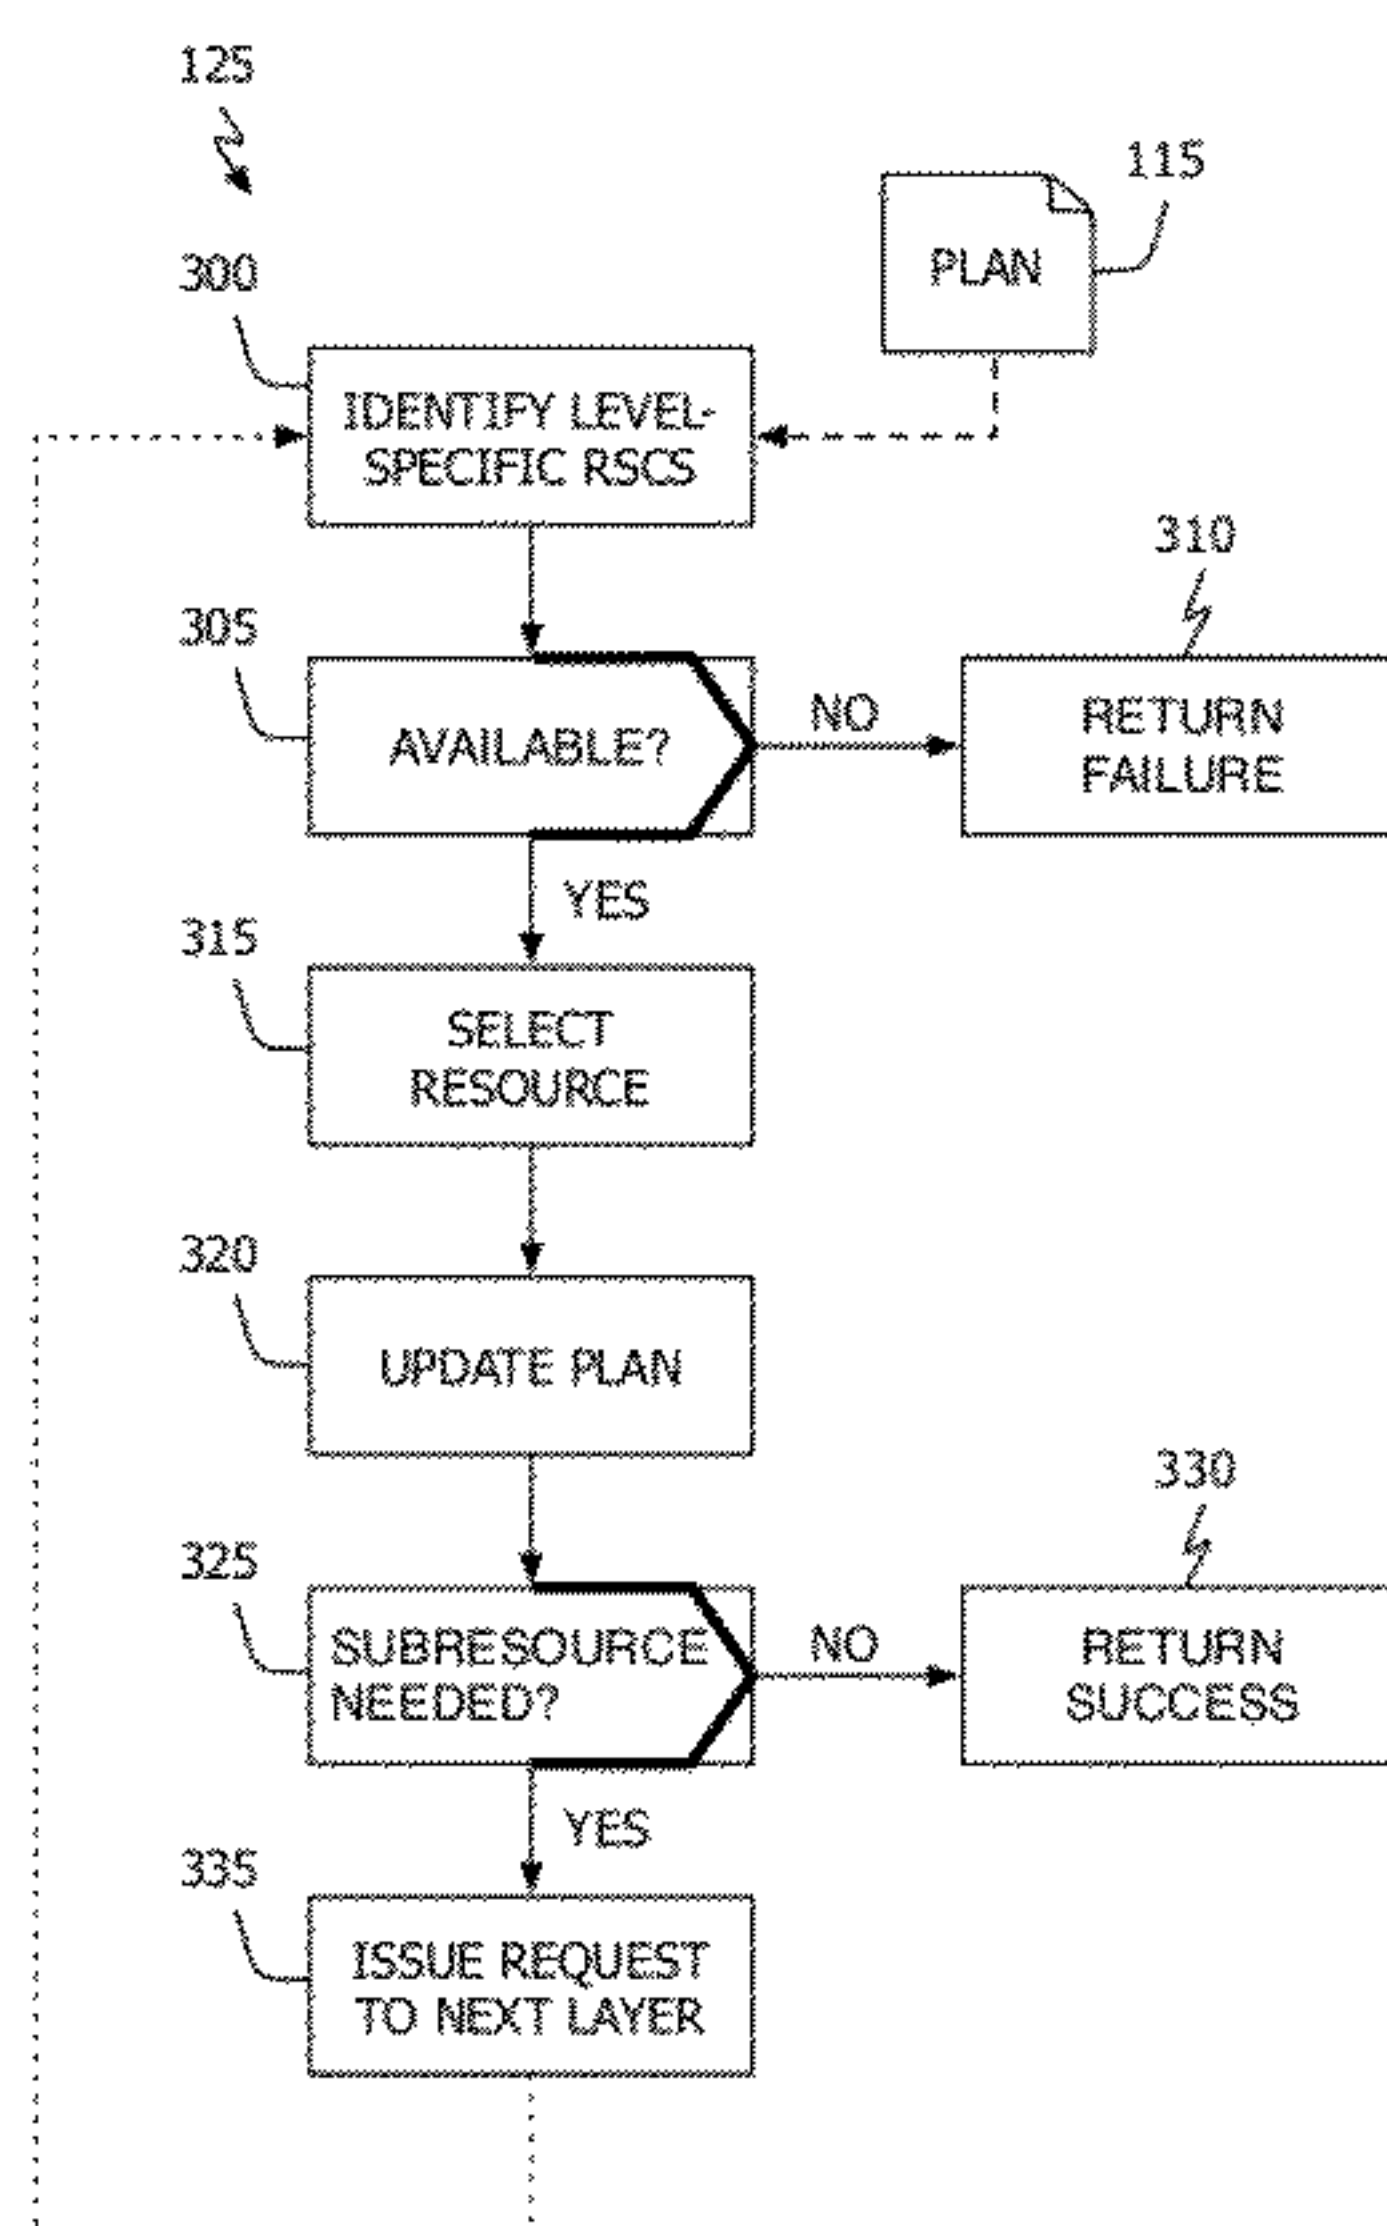 125
115
PLAN
300
IDENTIFY LEVEL-
SPECIFIC RSCS
310
305
AVAILABLE?
NO
RETURN
FAILURE
YES
315
SELECT
RESOURCE
320
UPDATE PLAN
330
325
SUBRESOURCE
NEEDED?
NO
RETURN
SUCCESS
YES
335
ISSUE REQUEST
TO NEXT LAYER